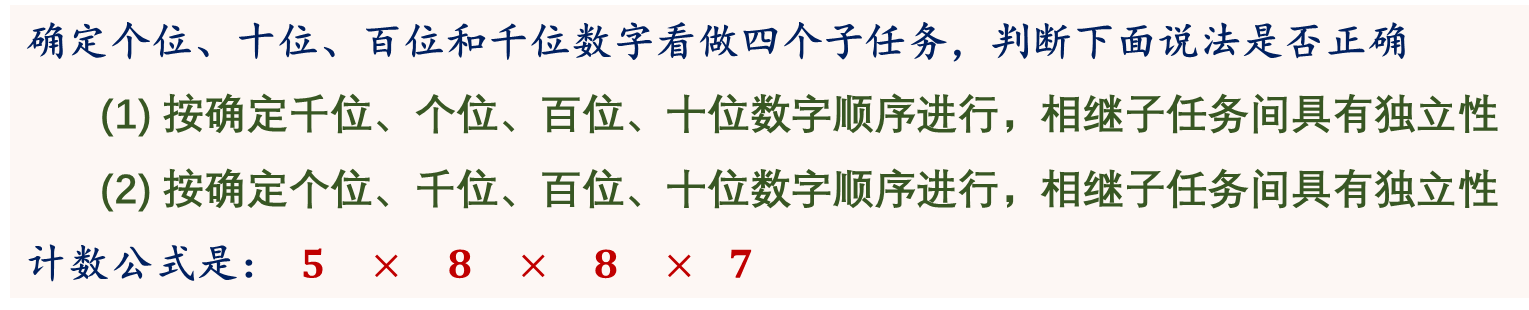 确定个位、十位、百位和千位数字看做四个子任务，判断下面说法是否正确
(1) 按确定千位、个位、百位、十位数字顺序进行，相继子任务间具有独立性
(2) 按确定个位、千位、百位、十位数字顺序进行，相继子任务间具有独立性
计数公式是： 5 × 8 × 8 × 7